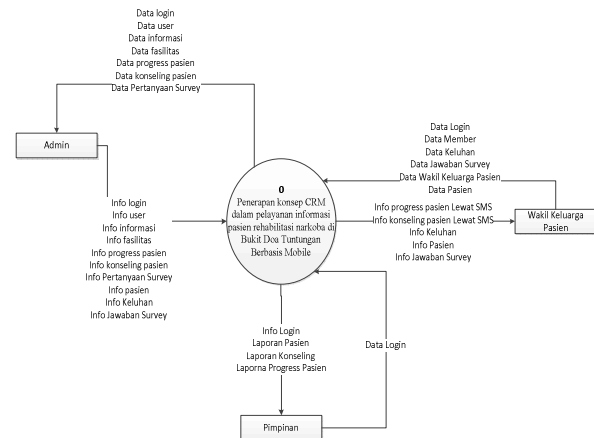 Data login
Data user
Data informasi
Data fasilitas
Data progress pasien
Data konseling pasien
Data Pertanyaan Survey
Admin
Info login
Info user
Info informasi
Info fasilitas
Info progress pasien
Info konseling pasien
Info Pertanyaan Survey
Info pasien
Info Keluhan
Info Jawaban Survey
0
Penerapan konsep CRM
dalam pelayanan informasi
pasien rehabilitasi narkoba di
Bukit Doa Tuntungan
Berbasis Mobile
Data Login
Data Member
Data Keluhan
Data Jawaban Survey
Data Wakil Keluarga Pasien
Data Pasien
Info progress pasien Lewat SMS
Info konseling pasien Lewat SMS
Info Keluhan
Info Pasien
Info Jawaban Survey
Wakil Keluarga
Pasien
Info Login
Laporan Pasien
Laporan Konseling
Laporna Progress Pasien
Data Login
Pimpinan